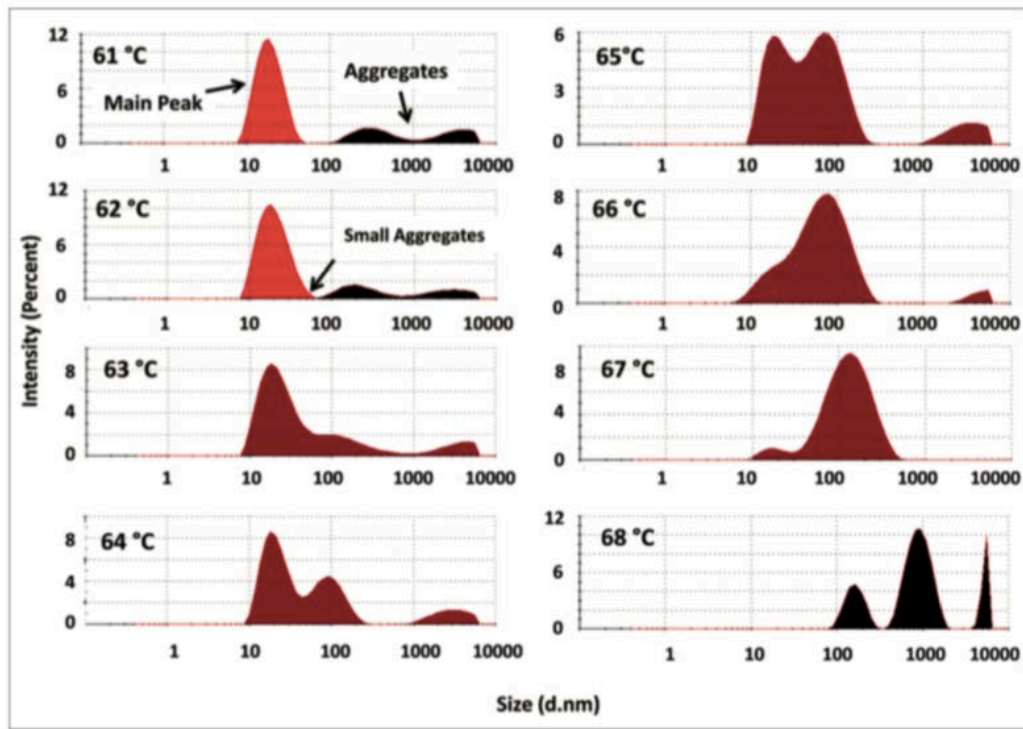 Intensity (Percent)
12
6
0
61 °C
Main Peak
Aggregates
1 10 100 1000 10000
12
6
0
62 °C
Small Aggregates
1 10 100 1000 10000
8
4
0
63 °C
1 10 100 1000 10000
8
4
0
64 °C
1 10 100 1000 10000
6
3
0
65°C
1 10 100 1000 10000
8
4
0
66 °C
1 10 100 1000 10000
8
4
0
67 °C
1 10 100 1000 10000
12
6
0
68 °C
1 10 100 1000 10000
Size (d.nm)